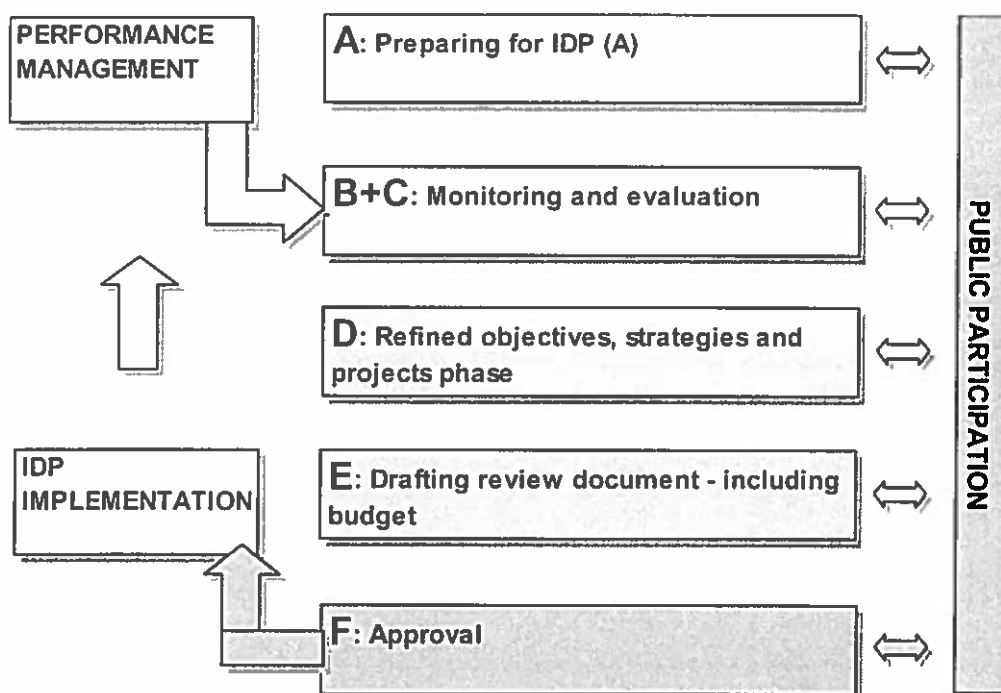 PERFORMANCE
MANAGEMENT
A: Preparing for IDP (A)
B+C: Monitoring and evaluation
D: Refined objectives, strategies and
projects phase
IDP
IMPLEMENTATION
E: Drafting review document - including
budget
F: Approval
PUBLIC PARTICIPATION